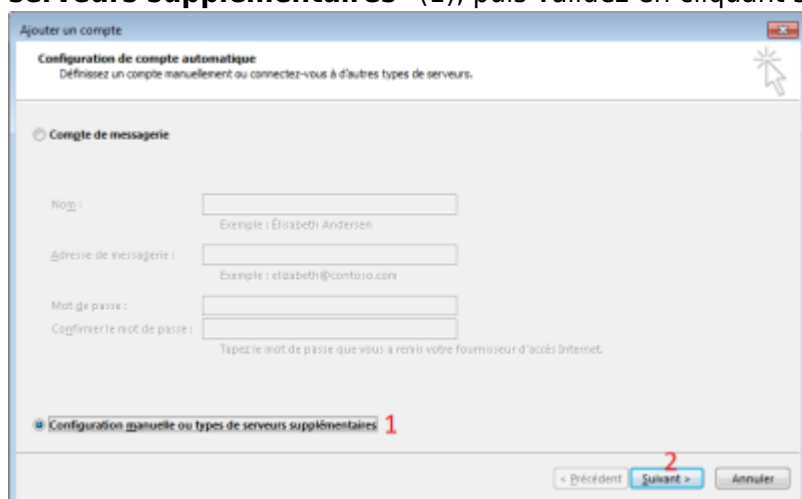 serveurs supplémentaires" (1), puis validez en cliquant s
Ajouter un compte
Configuration de compte automatique
Définissez un compte manuellement ou connectez-vous à d'autres types de serveurs.
Compte de messagerie
Nom :
Exemple : Élisabeth Andersen
Adresse de messagerie :
Exemple : elizabeth@contoso.com
Mot de passe :
Confirmer le mot de passe :
Tapez le mot de passe que vous a remis votre fournisseur d'accès Internet.
Configuration manuelle ou types de serveurs supplémentaires 1
2
< Précédent Suivant > Annuler